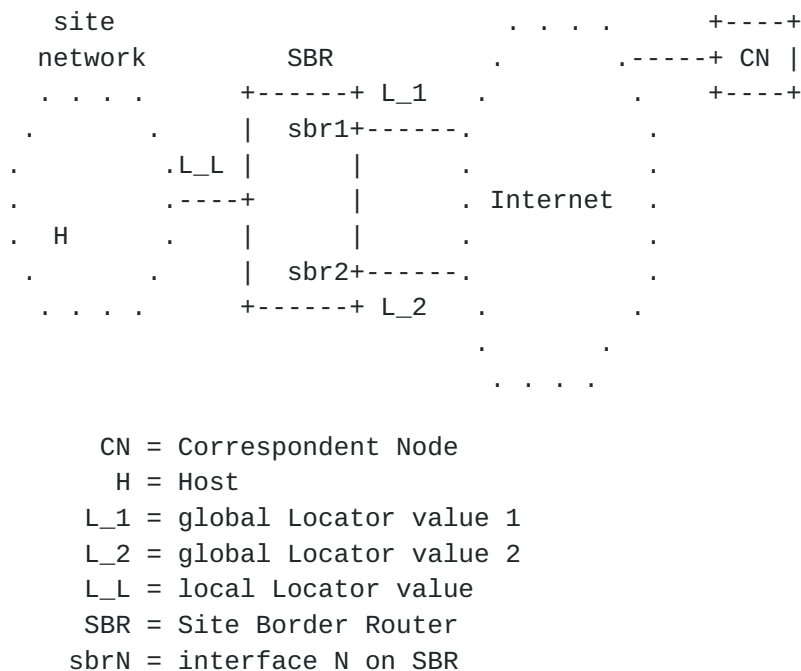 site                          . . . .      +----+
network         SBR         .       .-----+ CN |
. . . .      +------+ L_1   .         .    +----+
.       .     |  sbr1+------.           .
.         .L_L |      |      .           .
.         .----+      |      . Internet  .
.  H      .    |      |      .           .
.       .     |  sbr2+------.           .
. . . .      +------+ L_2   .         .
.       .
. . . .
CN = Correspondent Node
H = Host
L_1 = global Locator value 1
L_2 = global Locator value 2
L_L = local Locator value
SBR = Site Border Router
sbrN = interface N on SBR